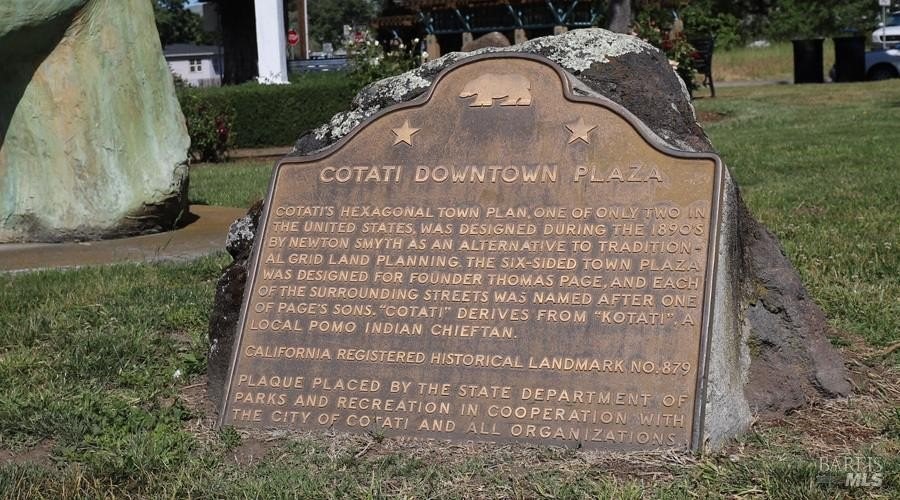 COTATI DOWNTOWN PLAZA
COTATI'S HEXAGONAL TOWN PLAN, ONE OF ONLY TWO IN
THE UNITED STATES, WAS DESIGNED DURING THE 1890'S
BY NEWTON SMYTH AS AN ALTERNATIVE TO TRADITION-
AL GRID LAND PLANNING. THE SIX-SIDED TOWN PLAZA
WAS DESIGNED FOR FOUNDER THOMAS PAGE, AND EACH
OF THE SURROUNDING STREETS WAS NAMED AFTER ONE
OF PAGE'S SONS. "COTATI" DERIVES FROM "KOTATI", A
LOCAL POMO INDIAN CHIEFTAN.
CALIFORNIA REGISTERED HISTORICAL LANDMARK NO. 879
PLAQUE PLACED BY THE STATE DEPARTMENT OF
PARKS AND RECREATION IN COOPERATION WITH
THE CITY OF COTATI AND ALL ORGANIZATIONS
BAREIS
MLS